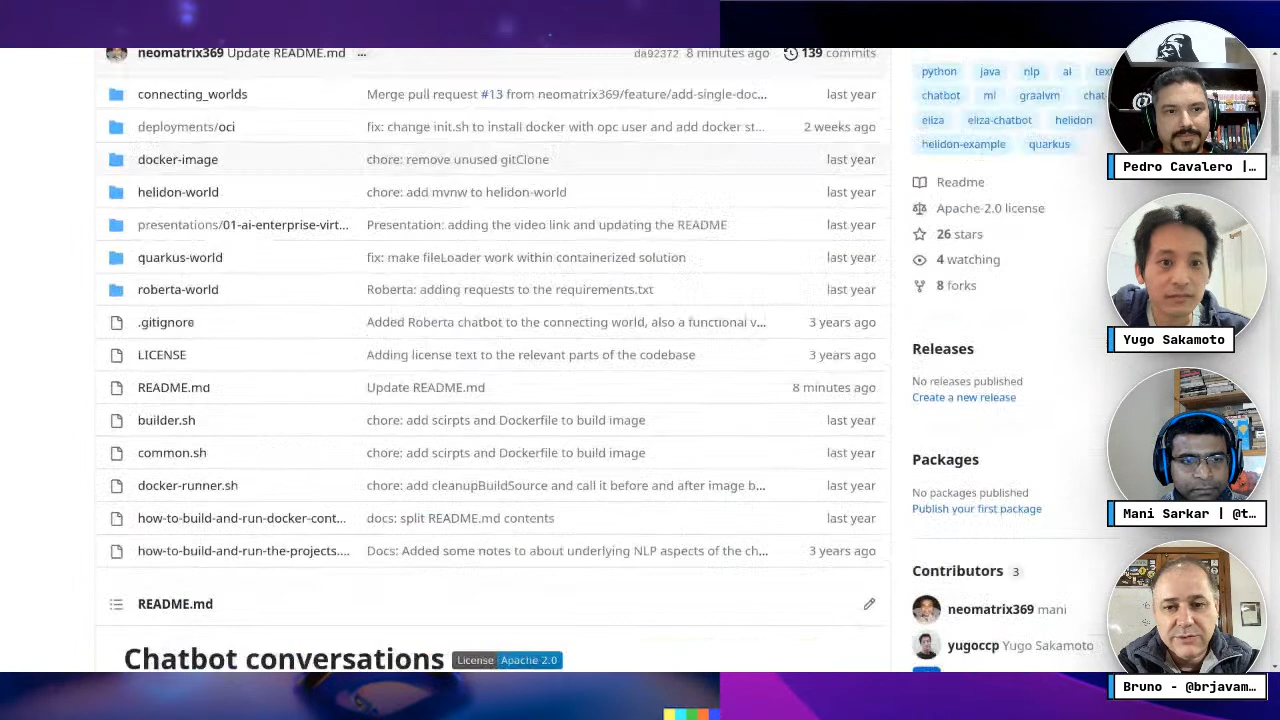 neomatrix369 Update README.md ... da92372 8 minutes ago 139 commits
connecting_worlds Merge pull request #13 from neomatrix369/feature/add-single-doc... last year
deployments/oci fix: change init.sh to install docker with opc user and add docker st... 2 weeks ago
docker-image chore: remove unused gitClone last year
helidon-world chore: add mvnw to helidon-world last year
presentations/01-ai-enterprise-virt... Presentation: adding the video link and updating the README last year
quarkus-world fix: make fileLoader work within containerized solution last year
roberta-world Roberta: adding requests to the requirements.txt last year
.gitignore Added Roberta chatbot to the connecting world, also a functional v... 3 years ago
LICENSE Adding license text to the relevant parts of the codebase 3 years ago
README.md Update README.md 8 minutes ago
builder.sh chore: add scirpts and Dockerfile to build image last year
common.sh chore: add scirpts and Dockerfile to build image last year
docker-runner.sh chore: add cleanupBuildSource and call it before and after image b... last year
how-to-build-and-run-docker-cont... docs: split README.md contents last year
how-to-build-and-run-the-projects.... Docs: Added some notes to about underlying NLP aspects of the ch... 3 years ago
README.md
Chatbot conversations License Apache 2.0
python java nlp ai text
chatbot ml graalvm chat
eliza eliza-chatbot helidon
helidon-example quarkus
Readme
Apache-2.0 license
26 stars
4 watching
8 forks
Releases
No releases published
Create a new release
Packages
No packages published
Publish your first package
Contributors 3
neomatrix369 mani
yugoccp Yugo Sakamoto
Pedro Cavalero |...
Yugo Sakamoto
Mani Sarkar | @t...
Bruno - @brjavam...